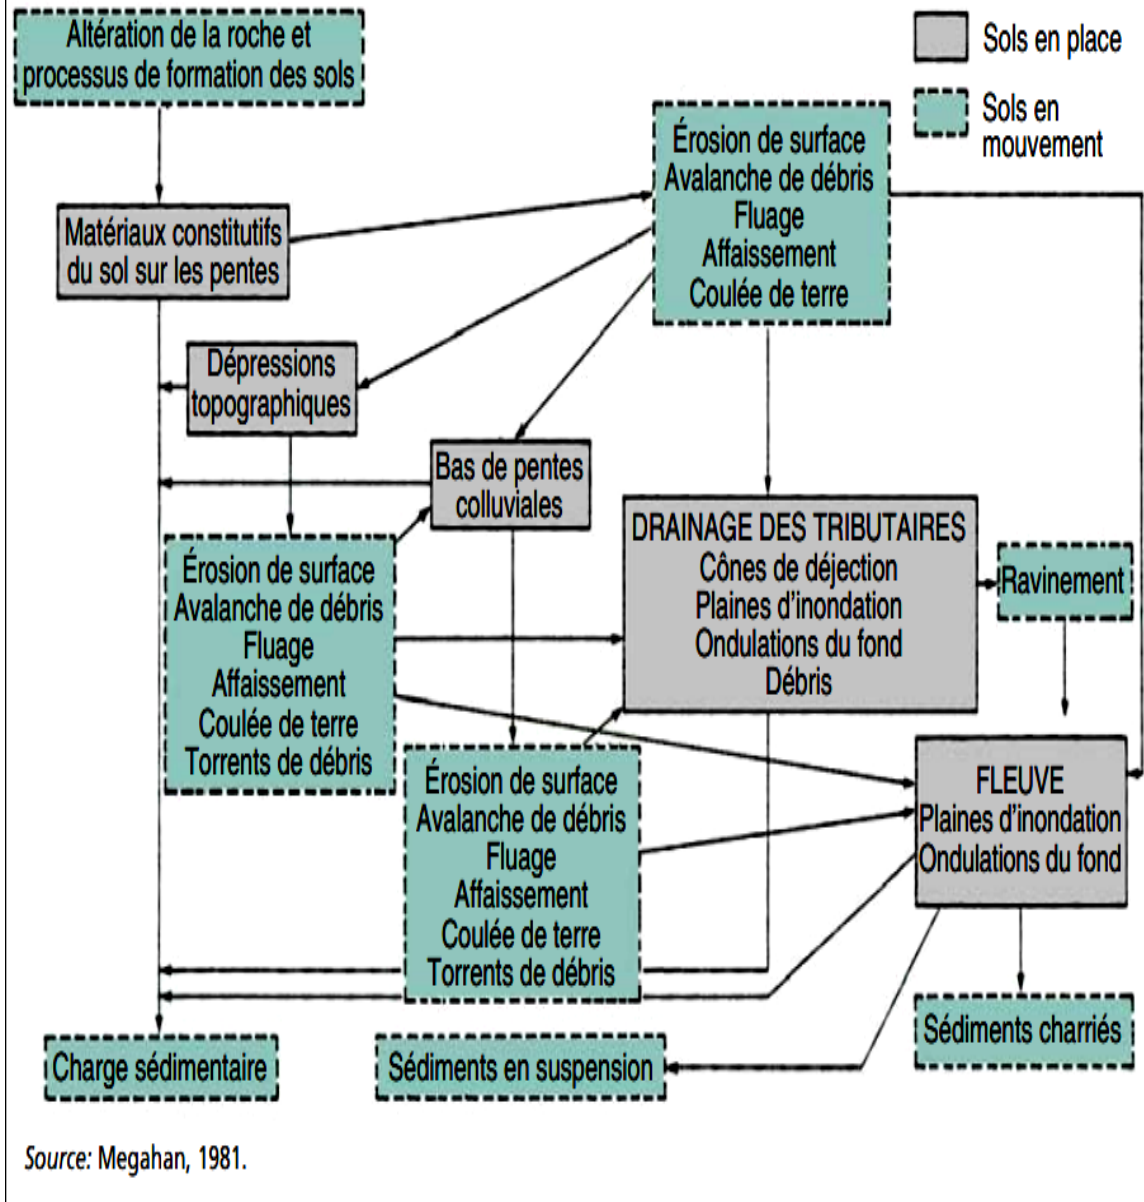 Altération de la roche et
processus de formation des sols
Sols en place
Sols en
mouvement
Érosion de surface
Avalanche de débris
Fluage
Affaissement
Coulée de terre
Matériaux constitutifs
du sol sur les pentes
Dépressions
topographiques
Bas de pentes
colluviales
DRAINAGE DES TRIBUTAIRES
Cônes de déjection
Plaines d'inondation
Ondulations du fond
Débris
Ravinement
Érosion de surface
Avalanche de débris
Fluage
Affaissement
Coulée de terre
Torrents de débris
Érosion de surface
Avalanche de débris
Fluage
Affaissement
Coulée de terre
Torrents de débris
FLEUVE
Plaines d'inondation
Ondulations du fond
Sédiments charriés
Charge sédimentaire
Sédiments en suspension
Source: Megahan, 1981.